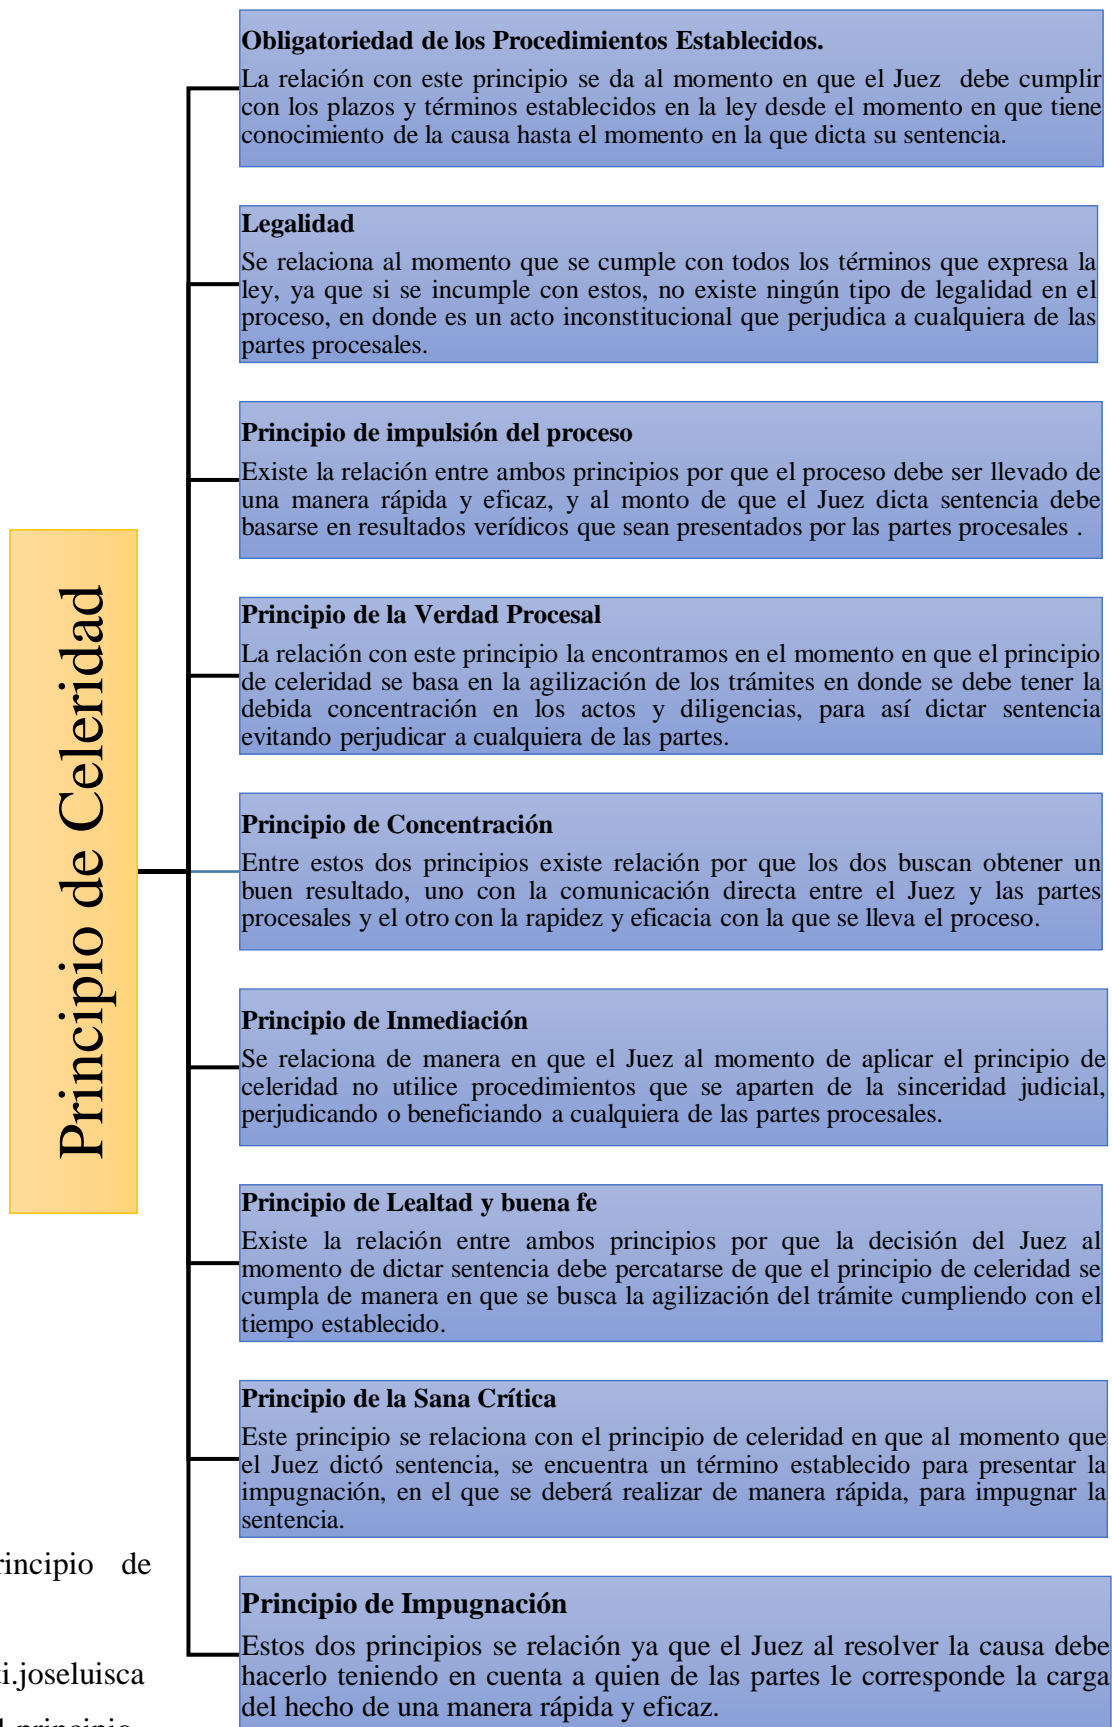 Principio de Celeridad
Obligatoriedad de los Procedimientos Establecidos.
La relación con este principio se da al momento en que el Juez debe cumplir
con los plazos y términos establecidos en la ley desde el momento en que tiene
conocimiento de la causa hasta el momento en la que dicta su sentencia.
Legalidad
Se relaciona al momento que se cumple con todos los términos que expresa la
ley, ya que si se incumple con estos, no existe ningún tipo de legalidad en el
proceso, en donde es un acto inconstitucional que perjudica a cualquiera de las
partes procesales.
Principio de impulsión del proceso
Existe la relación entre ambos principios por que el proceso debe ser llevado de
una manera rápida y eficaz, y al monto de que el Juez dicta sentencia debe
basarse en resultados verídicos que sean presentados por las partes procesales .
Principio de la Verdad Procesal
La relación con este principio la encontramos en el momento en que el principio
de celeridad se basa en la agilización de los trámites en donde se debe tener la
debida concentración en los actos y diligencias, para así dictar sentencia
evitando perjudicar a cualquiera de las partes.
Principio de Concentración
Entre estos dos principios existe relación por que los dos buscan obtener un
buen resultado, uno con la comunicación directa entre el Juez y las partes
procesales y el otro con la rapidez y eficacia con la que se lleva el proceso.
Principio de Inmediación
Se relaciona de manera en que el Juez al momento de aplicar el principio de
celeridad no utilice procedimientos que se aparten de la sinceridad judicial,
perjudicando o beneficiando a cualquiera de las partes procesales.
Principio de Lealtad y buena fe
Existe la relación entre ambos principios por que la decisión del Juez al
momento de dictar sentencia debe percatarse de que el principio de celeridad se
cumpla de manera en que se busca la agilización del trámite cumpliendo con el
tiempo establecido.
Principio de la Sana Crítica
Este principio se relaciona con el principio de celeridad en que al momento que
el Juez dictó sentencia, se encuentra un término establecido para presentar la
impugnación, en el que se deberá realizar de manera rápida, para impugnar la
sentencia.
Principio de Impugnación
Estos dos principios se relación ya que el Juez al resolver la causa debe
hacerlo teniendo en cuenta a quien de las partes le corresponde la carga
del hecho de una manera rápida y eficaz.
rincipio de
i.joseluisca
principio